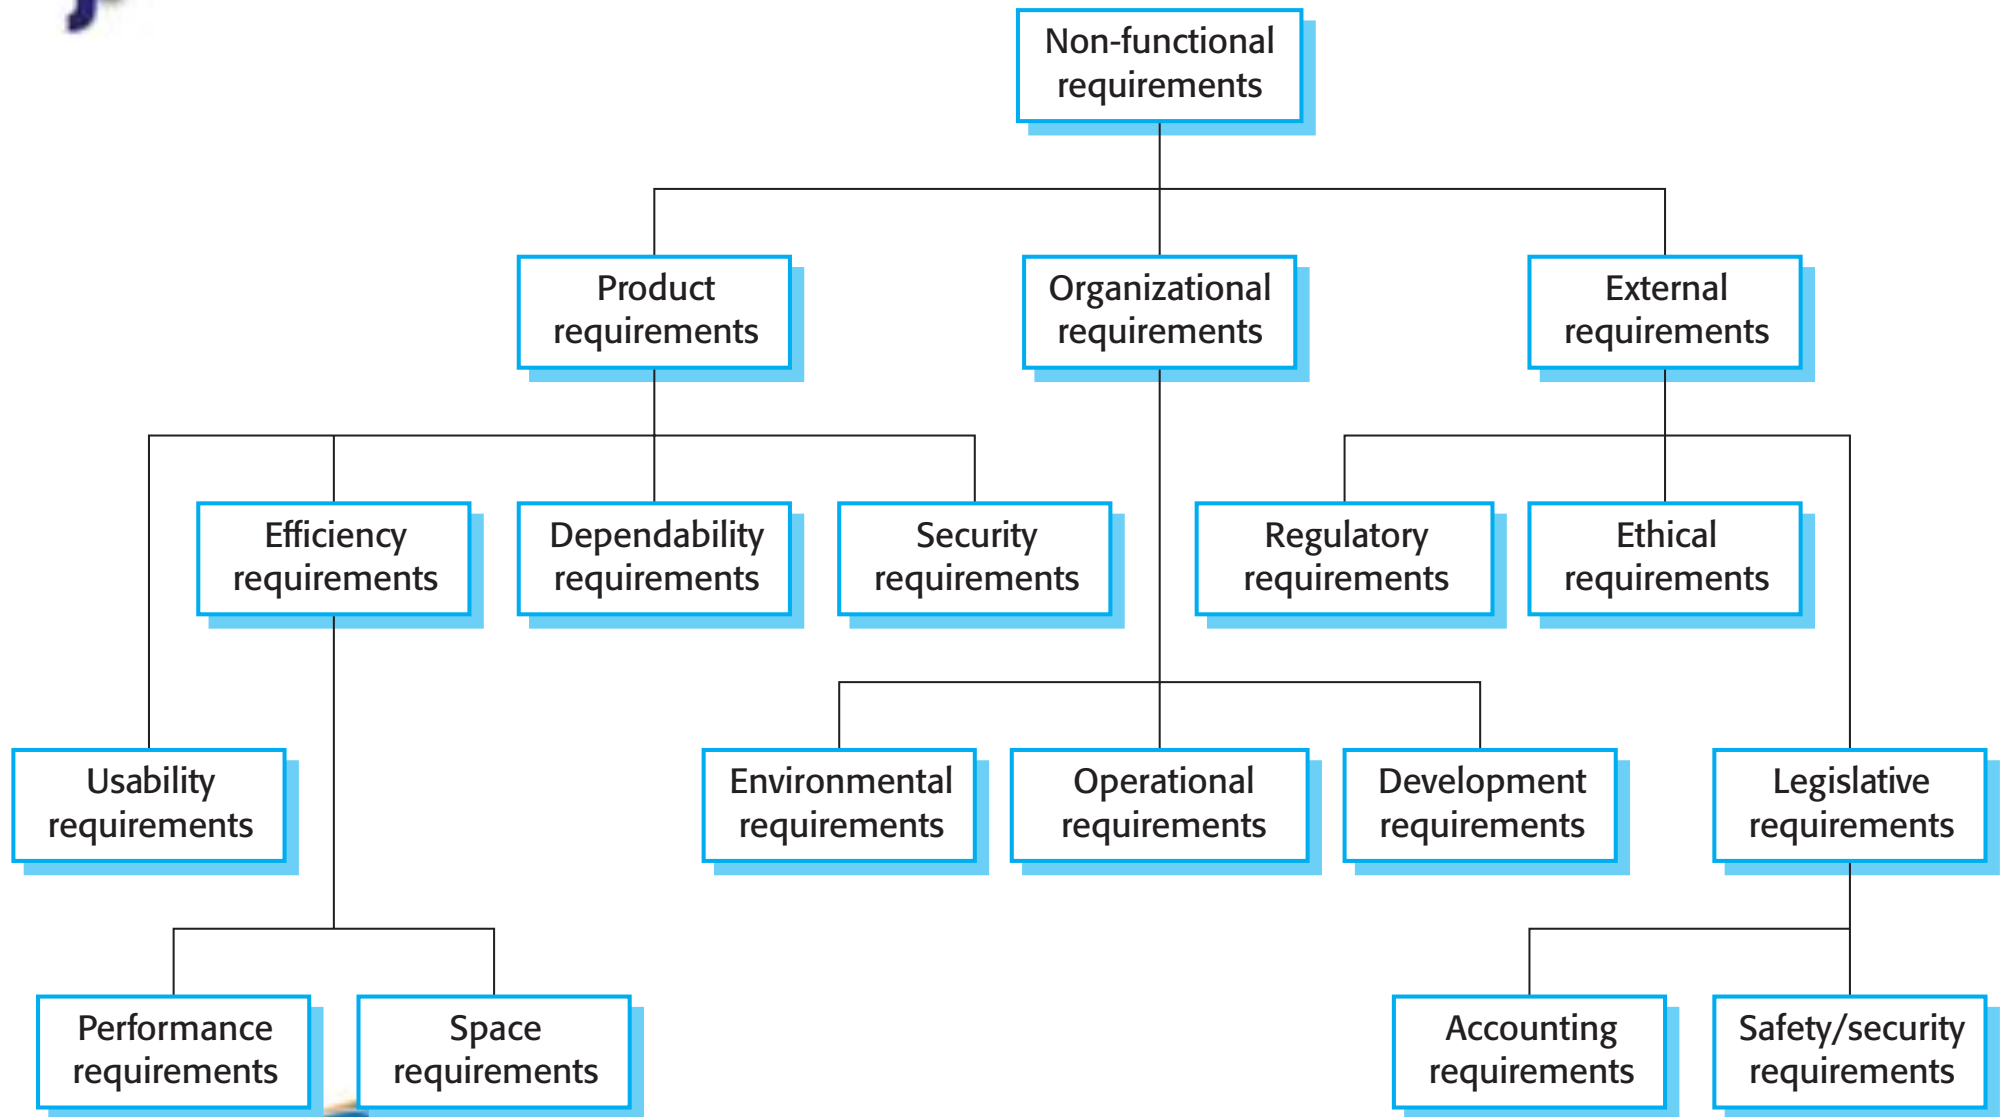 Non-functional
requirements
Product
requirements
Organizational
requirements
External
requirements
Efficiency
requirements
Dependability
requirements
Security
requirements
Regulatory
requirements
Ethical
requirements
Usability
requirements
Environmental
requirements
Operational
requirements
Development
requirements
Legislative
requirements
Performance
requirements
Space
requirements
Accounting
requirements
Safety/security
requirements